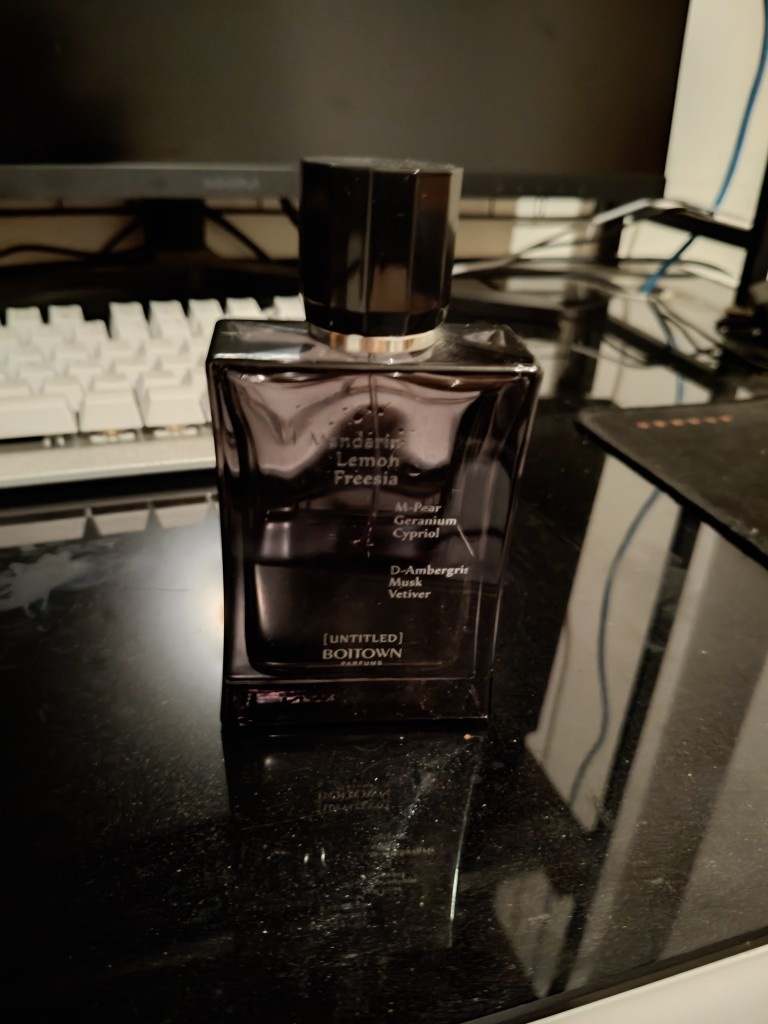 Mandarin
Lemon
Freesia
M-Pear
Geranium
Cypriol
D-Ambergris
Musk
Vetiver
[UNTITLED]
BOITOWN
PARFUMS